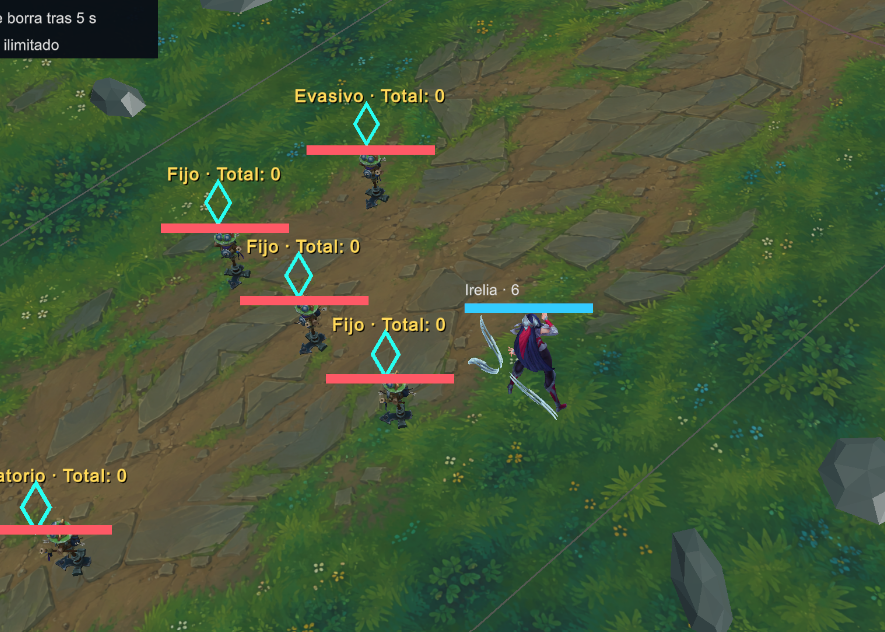 e borra tras 5 s
ilimitado
Evasivo · Total: 0
Fijo · Total: 0
Fijo · Total: 0
Irelia · 6
Fijo · Total: 0
atorio · Total: 0